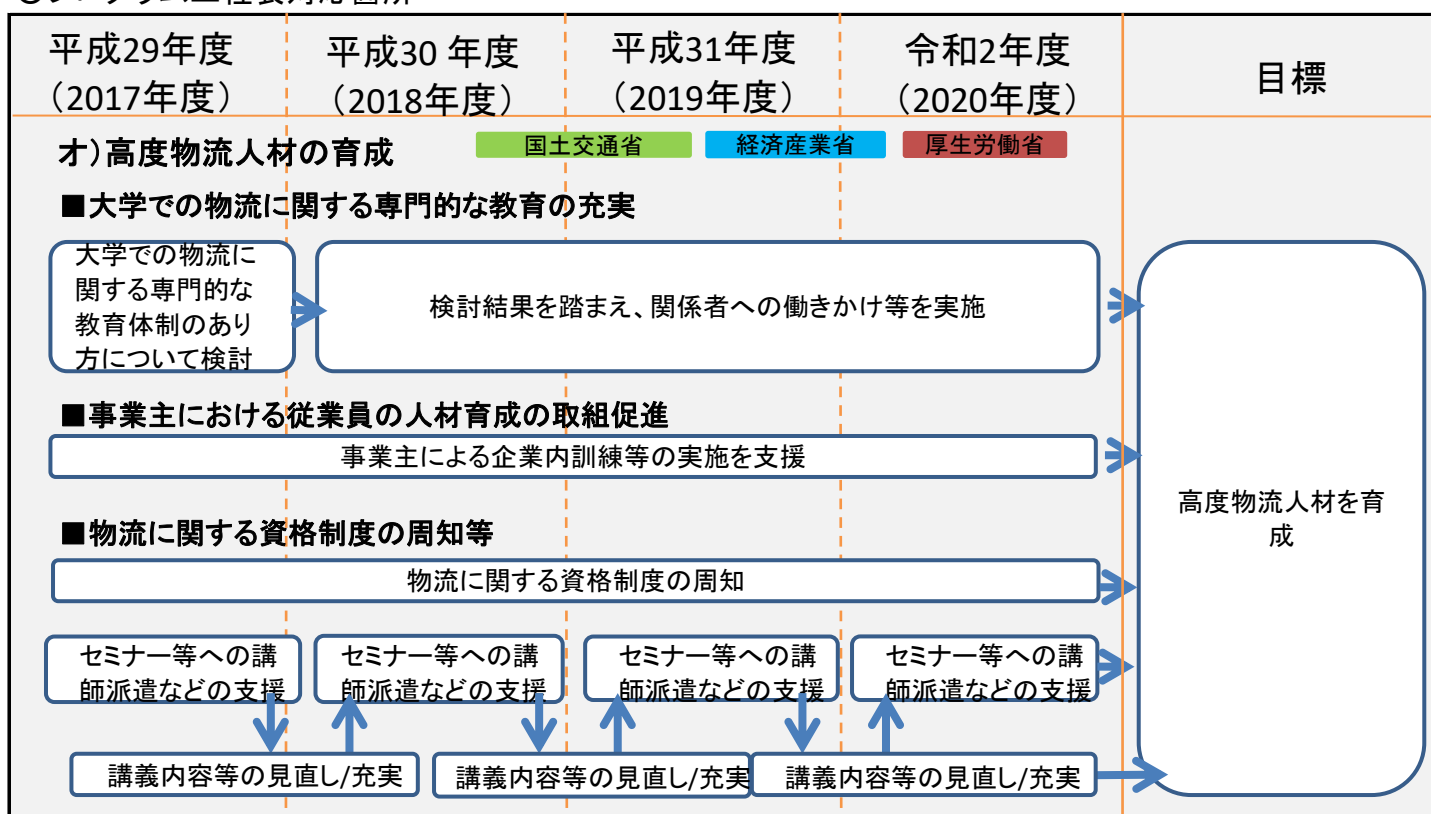 平成29年度
（2017年度）
平成30 年度
（2018年度）
平成31年度
（2019年度）
令和2年度
（2020年度）
目標
オ）高度物流人材の育成
国土交通省
経済産業省
厚生労働省
■大学での物流に関する専門的な教育の充実
大学での物流に
関する専門的な
教育体制のあり
方について検討
検討結果を踏まえ、関係者への働きかけ等を実施
■事業主における従業員の人材育成の取組促進
事業主による企業内訓練等の実施を支援
高度物流人材を育
成
■物流に関する資格制度の周知等
物流に関する資格制度の周知
セミナー等への講
師派遣などの支援
セミナー等への講
師派遣などの支援
セミナー等への講
師派遣などの支援
セミナー等への講
師派遣などの支援
講義内容等の見直し/充実
講義内容等の見直し/充実
講義内容等の見直し/充実